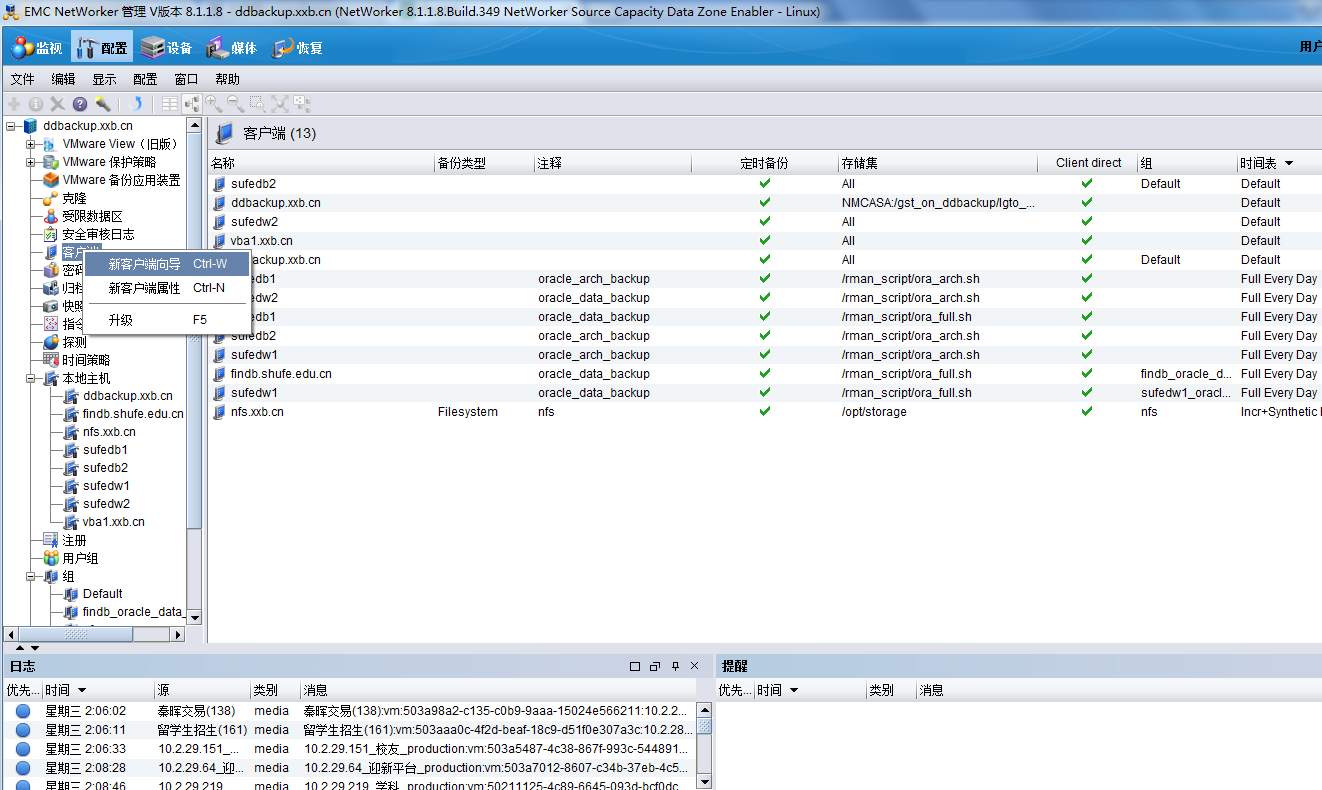 EMC NetWorker 管理 V版本 8.1.1.8 - ddbackup.xxb.cn (NetWorker 8.1.1.8.Build.349 NetWorker Source Capacity Data Zone Enabler - Linux)
监视 配置 设备 媒体 恢复 用户
文件 编辑 显示 配置 窗口 帮助
ddbackup.xxb.cn
VMware View（旧版）
VMware 保护策略
VMware 备份应用装置
克隆
受限数据区
安全审核日志
客户端
密码
归档
快照
指令
探测
时间策略
本地主机
ddbackup.xxb.cn
findb.shufe.edu.cn
nfs.xxb.cn
sufedb1
sufedb2
sufedw1
sufedw2
vba1.xxb.cn
注册
用户组
组
Default
findb_oracle_data_
新客户端向导 Ctrl-W
新客户端属性 Ctrl-N
升级 F5
客户端 (13)
名称 备份类型 注释 定时备份 存储集 Client direct 组 时间表
sufedb2 All Default Default
ddbackup.xxb.cn NMCASA:/gst_on_ddbackup/lgto_... Default
sufedw2 All Default
vba1.xxb.cn All Default
ackup.xxb.cn All Default Default
edb1 oracle_arch_backup /rman_script/ora_arch.sh Full Every Day
edw2 oracle_data_backup /rman_script/ora_arch.sh Full Every Day
edb1 oracle_data_backup /rman_script/ora_full.sh Full Every Day
sufedb2 oracle_arch_backup /rman_script/ora_arch.sh Full Every Day
sufedw1 oracle_arch_backup /rman_script/ora_arch.sh Full Every Day
findb.shufe.edu.cn oracle_data_backup /rman_script/ora_full.sh findb_oracle_d... Full Every Day
sufedw1 oracle_data_backup /rman_script/ora_full.sh sufedw1_oracl... Full Every Day
nfs.xxb.cn Filesystem nfs /opt/storage nfs Incr+Synthetic
日志
优先... 时间 源 类别 消息
星期三 2:06:02 秦晖交易(138) media 秦晖交易(138):vm:503a98a2-c135-c0b9-9aaa-15024e566211:10.2.2...
星期三 2:06:11 留学生招生(161) media 留学生招生(161):vm:503aaa0c-4f2d-beaf-18c9-d51f0e307a3c:10.2.28...
星期三 2:06:33 10.2.29.151_... media 10.2.29.151_校友_production:vm:503a5487-4c38-867f-993c-544891...
星期三 2:08:28 10.2.29.64_迎... media 10.2.29.64_迎新平台_production:vm:503a7012-8607-c34b-37eb-4c5...
星期三 2:08:46 10.2.29.219 media 10.2.29.219_学科_production:vm:50211125-4c89-6645-093d-bcf0dc
提醒
优先... 时间 类别 消息